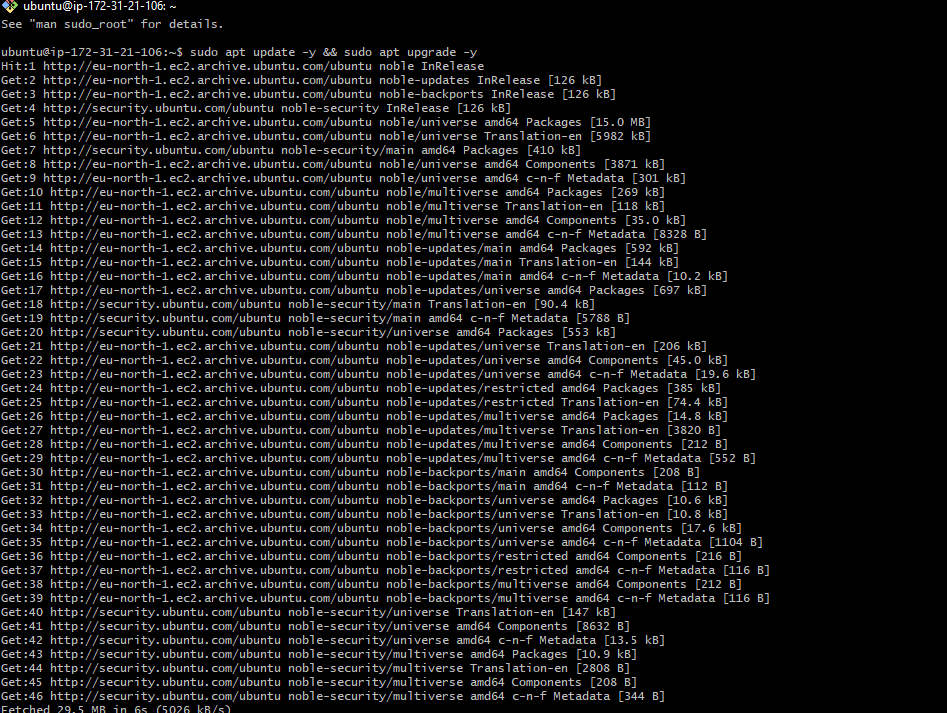 ubuntu@ip-172-31-21-106: ~
See "man sudo_root" for details.
ubuntu@ip-172-31-21-106:~$ sudo apt update -y && sudo apt upgrade -y
Hit:1 http://eu-north-1.ec2.archive.ubuntu.com/ubuntu noble InRelease
Get:2 http://eu-north-1.ec2.archive.ubuntu.com/ubuntu noble-updates InRelease [126 kB]
Get:3 http://eu-north-1.ec2.archive.ubuntu.com/ubuntu noble-backports InRelease [126 kB]
Get:4 http://security.ubuntu.com/ubuntu noble-security InRelease [126 kB]
Get:5 http://eu-north-1.ec2.archive.ubuntu.com/ubuntu noble/universe amd64 Packages [15.0 MB]
Get:6 http://eu-north-1.ec2.archive.ubuntu.com/ubuntu noble/universe Translation-en [5982 kB]
Get:7 http://security.ubuntu.com/ubuntu noble-security/main amd64 Packages [410 kB]
Get:8 http://eu-north-1.ec2.archive.ubuntu.com/ubuntu noble/universe amd64 Components [3871 kB]
Get:9 http://eu-north-1.ec2.archive.ubuntu.com/ubuntu noble/universe amd64 c-n-f Metadata [301 kB]
Get:10 http://eu-north-1.ec2.archive.ubuntu.com/ubuntu noble/multiverse amd64 Packages [269 kB]
Get:11 http://eu-north-1.ec2.archive.ubuntu.com/ubuntu noble/multiverse Translation-en [118 kB]
Get:12 http://eu-north-1.ec2.archive.ubuntu.com/ubuntu noble/multiverse amd64 Components [35.0 kB]
Get:13 http://eu-north-1.ec2.archive.ubuntu.com/ubuntu noble/multiverse amd64 c-n-f Metadata [8328 B]
Get:14 http://eu-north-1.ec2.archive.ubuntu.com/ubuntu noble-updates/main amd64 Packages [592 kB]
Get:15 http://eu-north-1.ec2.archive.ubuntu.com/ubuntu noble-updates/main Translation-en [144 kB]
Get:16 http://eu-north-1.ec2.archive.ubuntu.com/ubuntu noble-updates/main amd64 c-n-f Metadata [10.2 kB]
Get:17 http://eu-north-1.ec2.archive.ubuntu.com/ubuntu noble-updates/universe amd64 Packages [697 kB]
Get:18 http://security.ubuntu.com/ubuntu noble-security/main Translation-en [90.4 kB]
Get:19 http://security.ubuntu.com/ubuntu noble-security/main amd64 c-n-f Metadata [5788 B]
Get:20 http://security.ubuntu.com/ubuntu noble-security/universe amd64 Packages [553 kB]
Get:21 http://eu-north-1.ec2.archive.ubuntu.com/ubuntu noble-updates/universe Translation-en [206 kB]
Get:22 http://eu-north-1.ec2.archive.ubuntu.com/ubuntu noble-updates/universe amd64 Components [45.0 kB]
Get:23 http://eu-north-1.ec2.archive.ubuntu.com/ubuntu noble-updates/universe amd64 c-n-f Metadata [19.6 kB]
Get:24 http://eu-north-1.ec2.archive.ubuntu.com/ubuntu noble-updates/restricted amd64 Packages [385 kB]
Get:25 http://eu-north-1.ec2.archive.ubuntu.com/ubuntu noble-updates/restricted Translation-en [74.4 kB]
Get:26 http://eu-north-1.ec2.archive.ubuntu.com/ubuntu noble-updates/multiverse amd64 Packages [14.8 kB]
Get:27 http://eu-north-1.ec2.archive.ubuntu.com/ubuntu noble-updates/multiverse Translation-en [3820 B]
Get:28 http://eu-north-1.ec2.archive.ubuntu.com/ubuntu noble-updates/multiverse amd64 Components [212 B]
Get:29 http://eu-north-1.ec2.archive.ubuntu.com/ubuntu noble-updates/multiverse amd64 c-n-f Metadata [552 B]
Get:30 http://eu-north-1.ec2.archive.ubuntu.com/ubuntu noble-backports/main amd64 Components [208 B]
Get:31 http://eu-north-1.ec2.archive.ubuntu.com/ubuntu noble-backports/main amd64 c-n-f Metadata [112 B]
Get:32 http://eu-north-1.ec2.archive.ubuntu.com/ubuntu noble-backports/universe amd64 Packages [10.6 kB]
Get:33 http://eu-north-1.ec2.archive.ubuntu.com/ubuntu noble-backports/universe Translation-en [10.8 kB]
Get:34 http://eu-north-1.ec2.archive.ubuntu.com/ubuntu noble-backports/universe amd64 Components [17.6 kB]
Get:35 http://eu-north-1.ec2.archive.ubuntu.com/ubuntu noble-backports/universe amd64 c-n-f Metadata [1104 B]
Get:36 http://eu-north-1.ec2.archive.ubuntu.com/ubuntu noble-backports/restricted amd64 Components [216 B]
Get:37 http://eu-north-1.ec2.archive.ubuntu.com/ubuntu noble-backports/restricted amd64 c-n-f Metadata [116 B]
Get:38 http://eu-north-1.ec2.archive.ubuntu.com/ubuntu noble-backports/multiverse amd64 Components [212 B]
Get:39 http://eu-north-1.ec2.archive.ubuntu.com/ubuntu noble-backports/multiverse amd64 c-n-f Metadata [116 B]
Get:40 http://security.ubuntu.com/ubuntu noble-security/universe Translation-en [147 kB]
Get:41 http://security.ubuntu.com/ubuntu noble-security/universe amd64 Components [8632 B]
Get:42 http://security.ubuntu.com/ubuntu noble-security/universe amd64 c-n-f Metadata [13.5 kB]
Get:43 http://security.ubuntu.com/ubuntu noble-security/multiverse amd64 Packages [10.9 kB]
Get:44 http://security.ubuntu.com/ubuntu noble-security/multiverse Translation-en [2808 B]
Get:45 http://security.ubuntu.com/ubuntu noble-security/multiverse amd64 Components [208 B]
Get:46 http://security.ubuntu.com/ubuntu noble-security/multiverse amd64 c-n-f Metadata [344 B]
Fetched 29.5 MB in 6s (5026 kB/s)